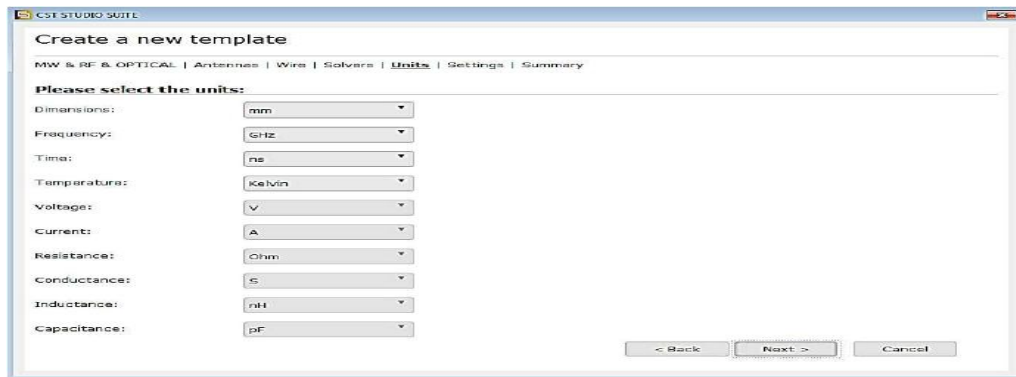 CST STUDIO SUITE
Create a new template
MW & RF & OPTICAL | Antennas | Wire | Solvers | Units | Settings | Summary
Please select the units:
Dimensions: mm
Frequency: GHz
Time: ns
Temperature: Kelvin
Voltage: V
Current: A
Resistance: Ohm
Conductance: S
Inductance: nH
Capacitance: pF
< Back Next > Cancel